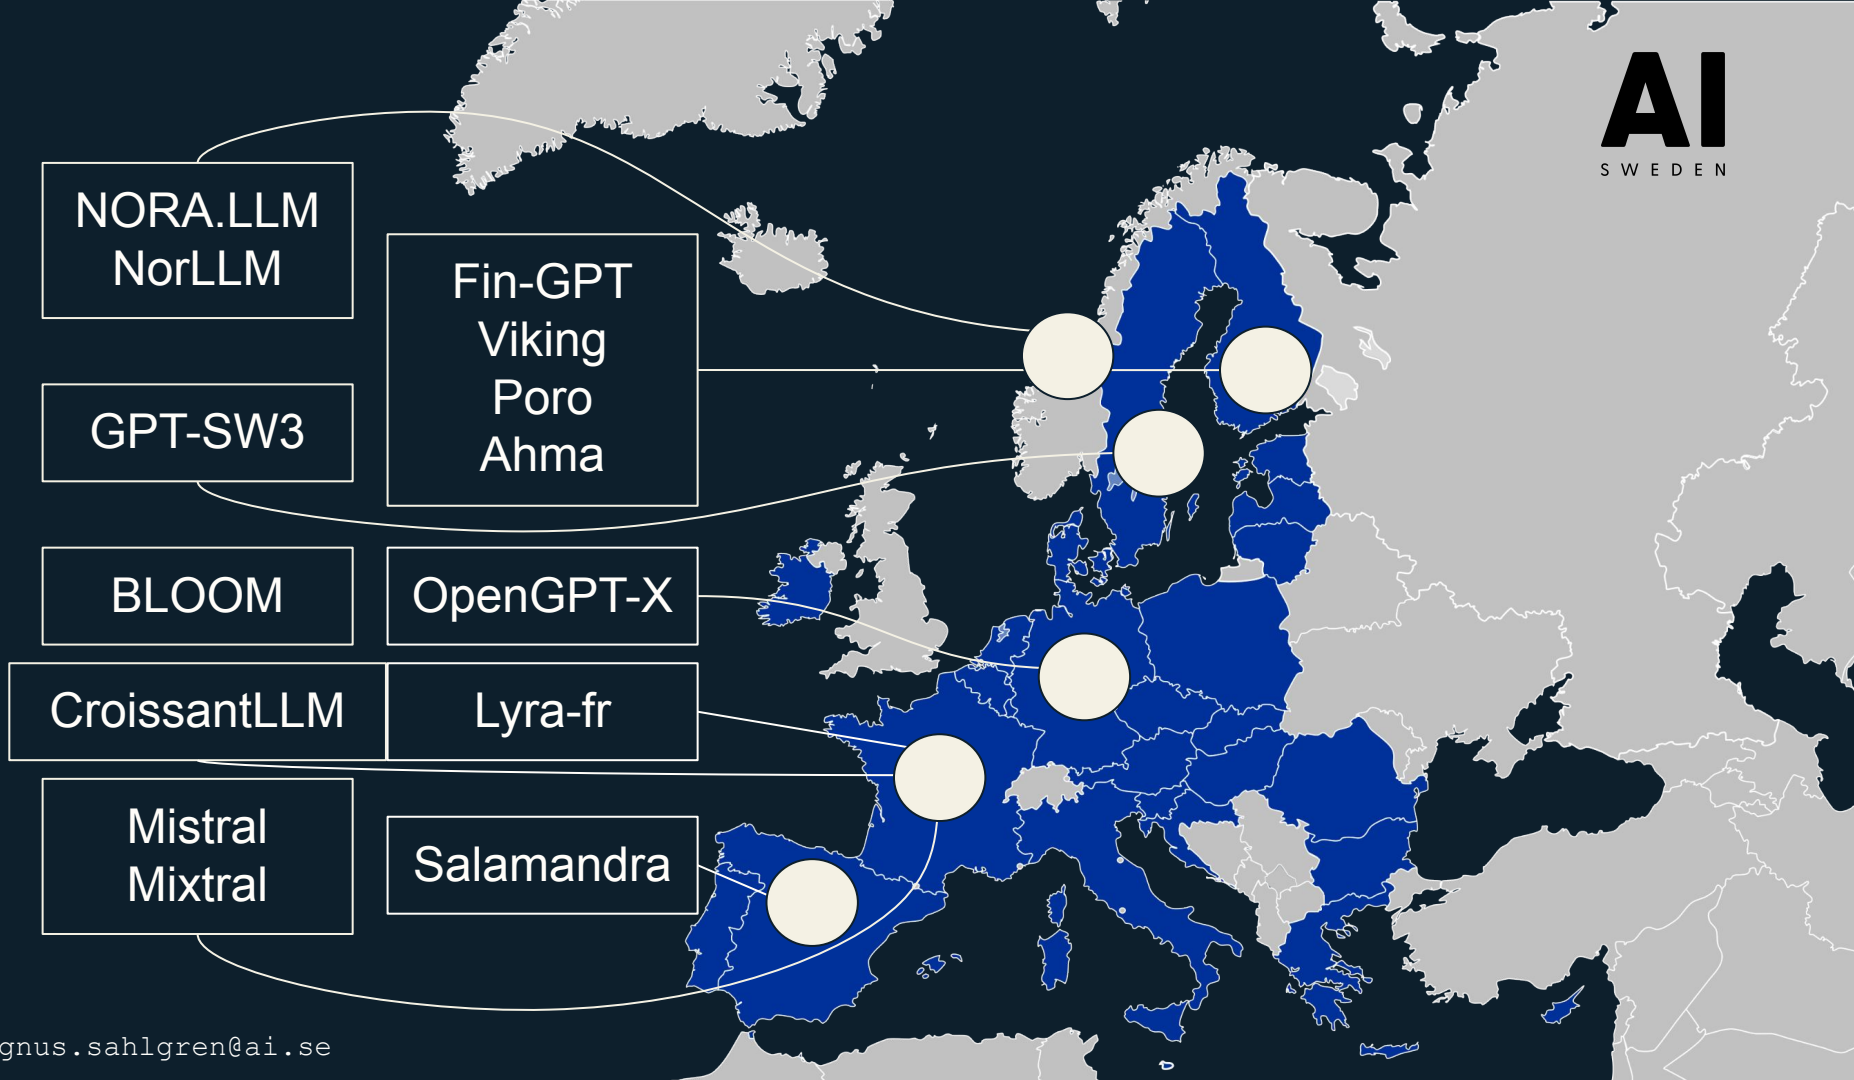 AI
SWEDEN
NORA.LLM
NorLLM
Fin-GPT
Viking
Poro
Ahma
GPT-SW3
BLOOM
OpenGPT-X
CroissantLLM
Lyra-fr
Mistral
Mixtral
Salamandra
gnus.sahlgren@ai.se